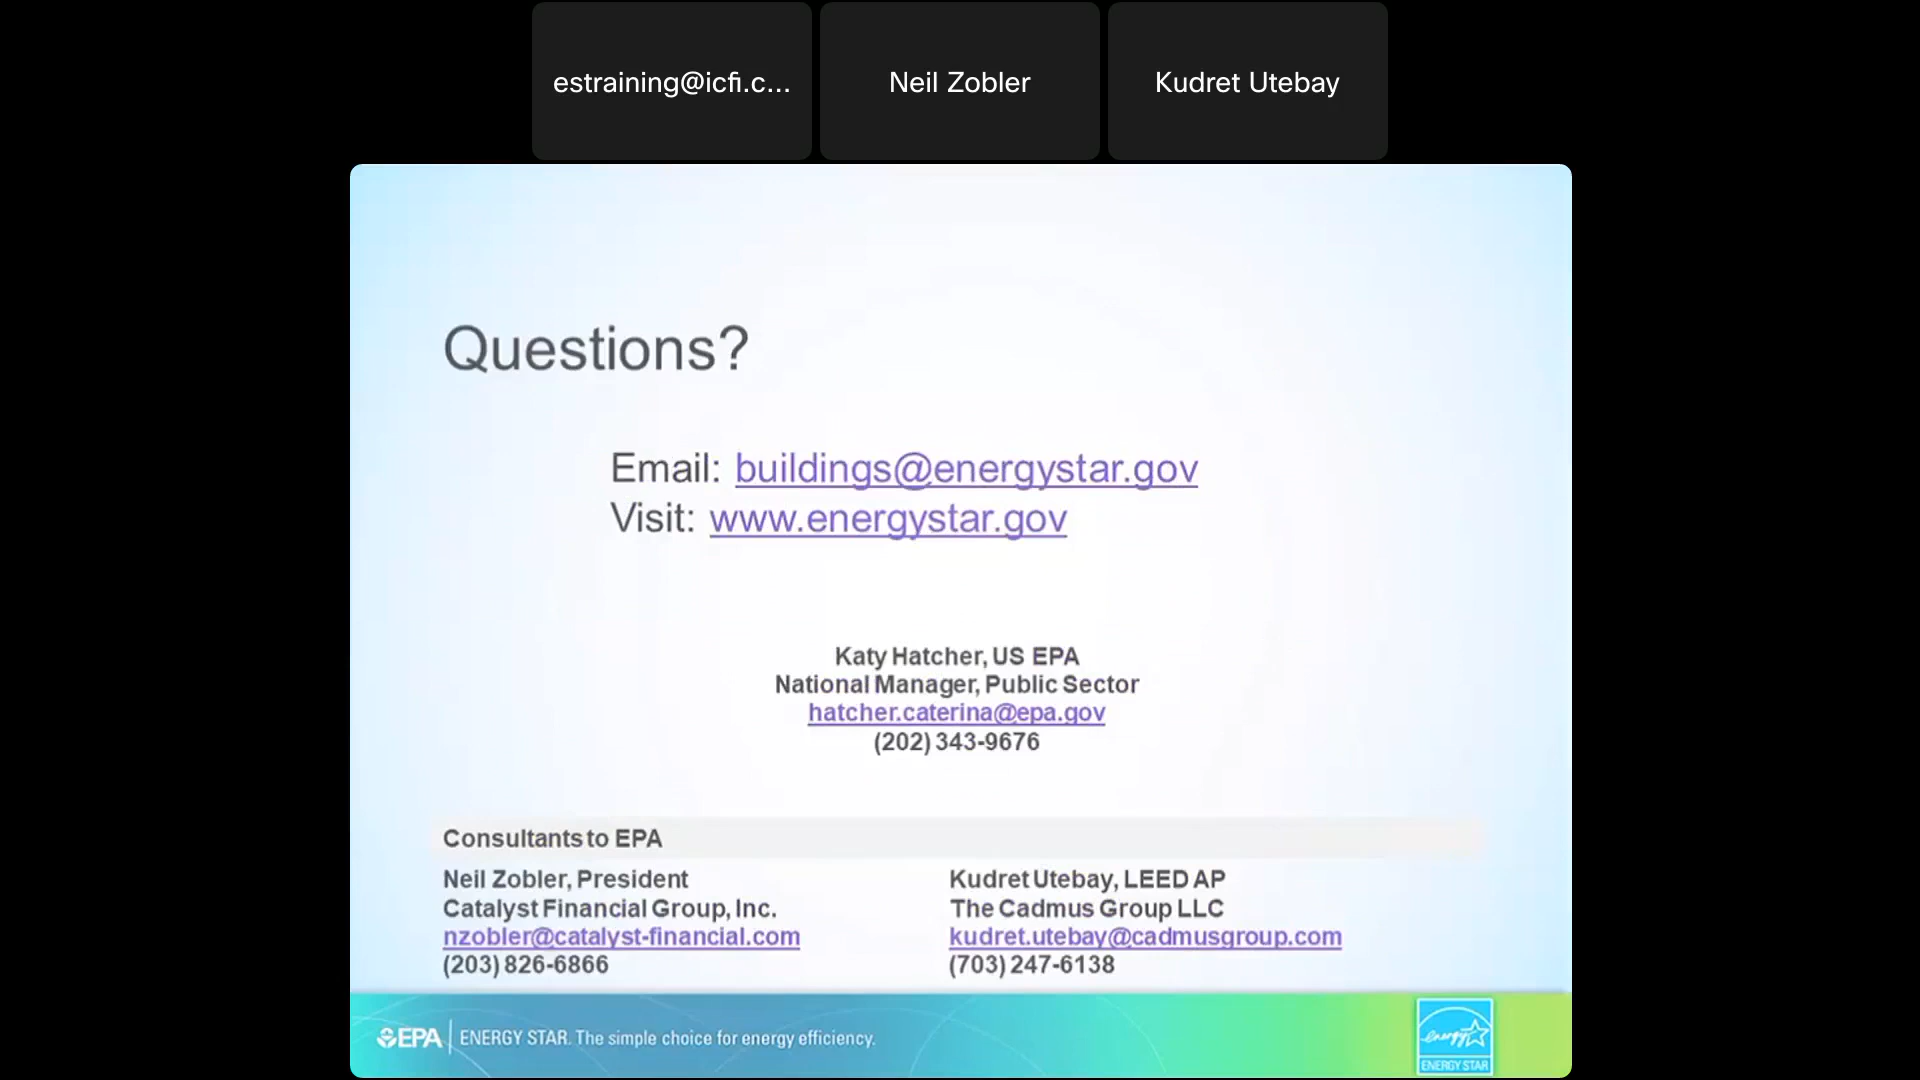 estraining@icfi.c...
Neil Zobler
Kudret Utebay
Questions?
Email: buildings@energystar.gov
Visit: www.energystar.gov
Katy Hatcher, US EPA
National Manager, Public Sector
hatcher.caterina@epa.gov
(202) 343-9676
Consultants to EPA
Neil Zobler, President
Catalyst Financial Group, Inc.
nzobler@catalyst-financial.com
(203) 826-6866
Kudret Utebay, LEED AP
The Cadmus Group LLC
kudret.utebay@cadmusgroup.com
(703) 247-6138
EPA
ENERGY STAR. The simple choice for energy efficiency.
energy
ENERGY STAR